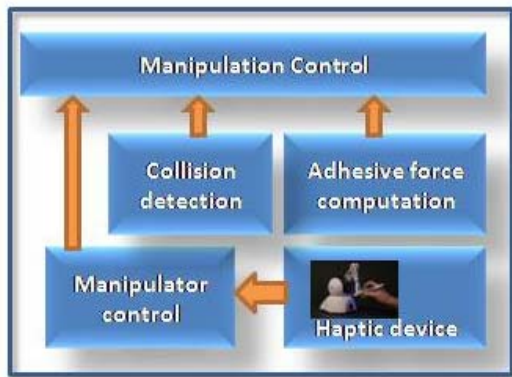 Manipulation Control
Collision
detection
Adhesive force
computation
Manipulator
control
Haptic device